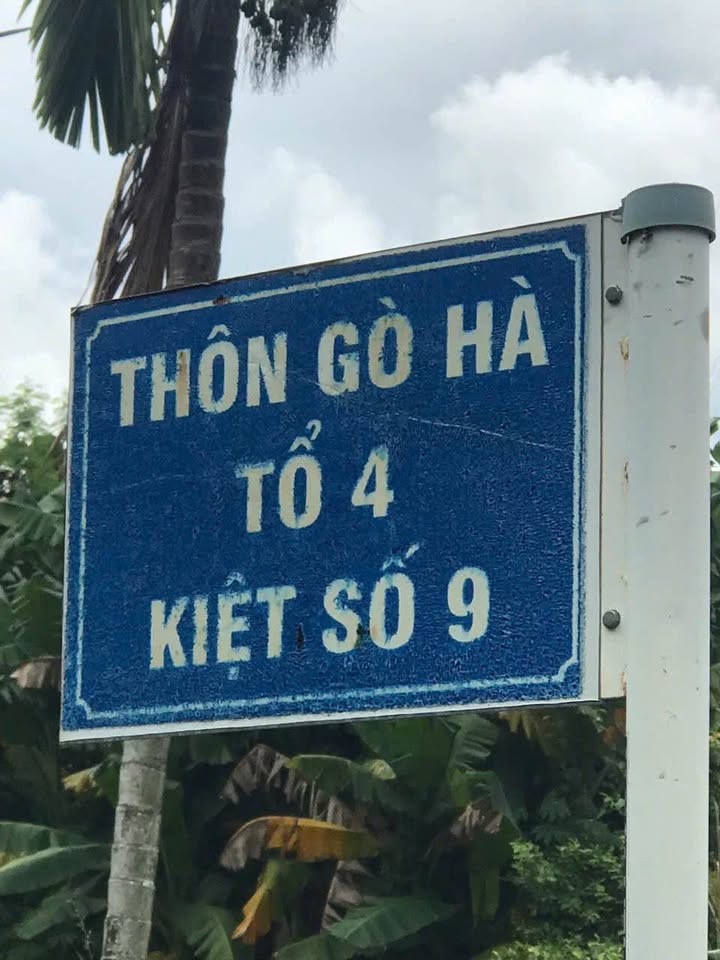 THÔN GÒ HÀ
TỔ 4
KIỆT SỐ 9